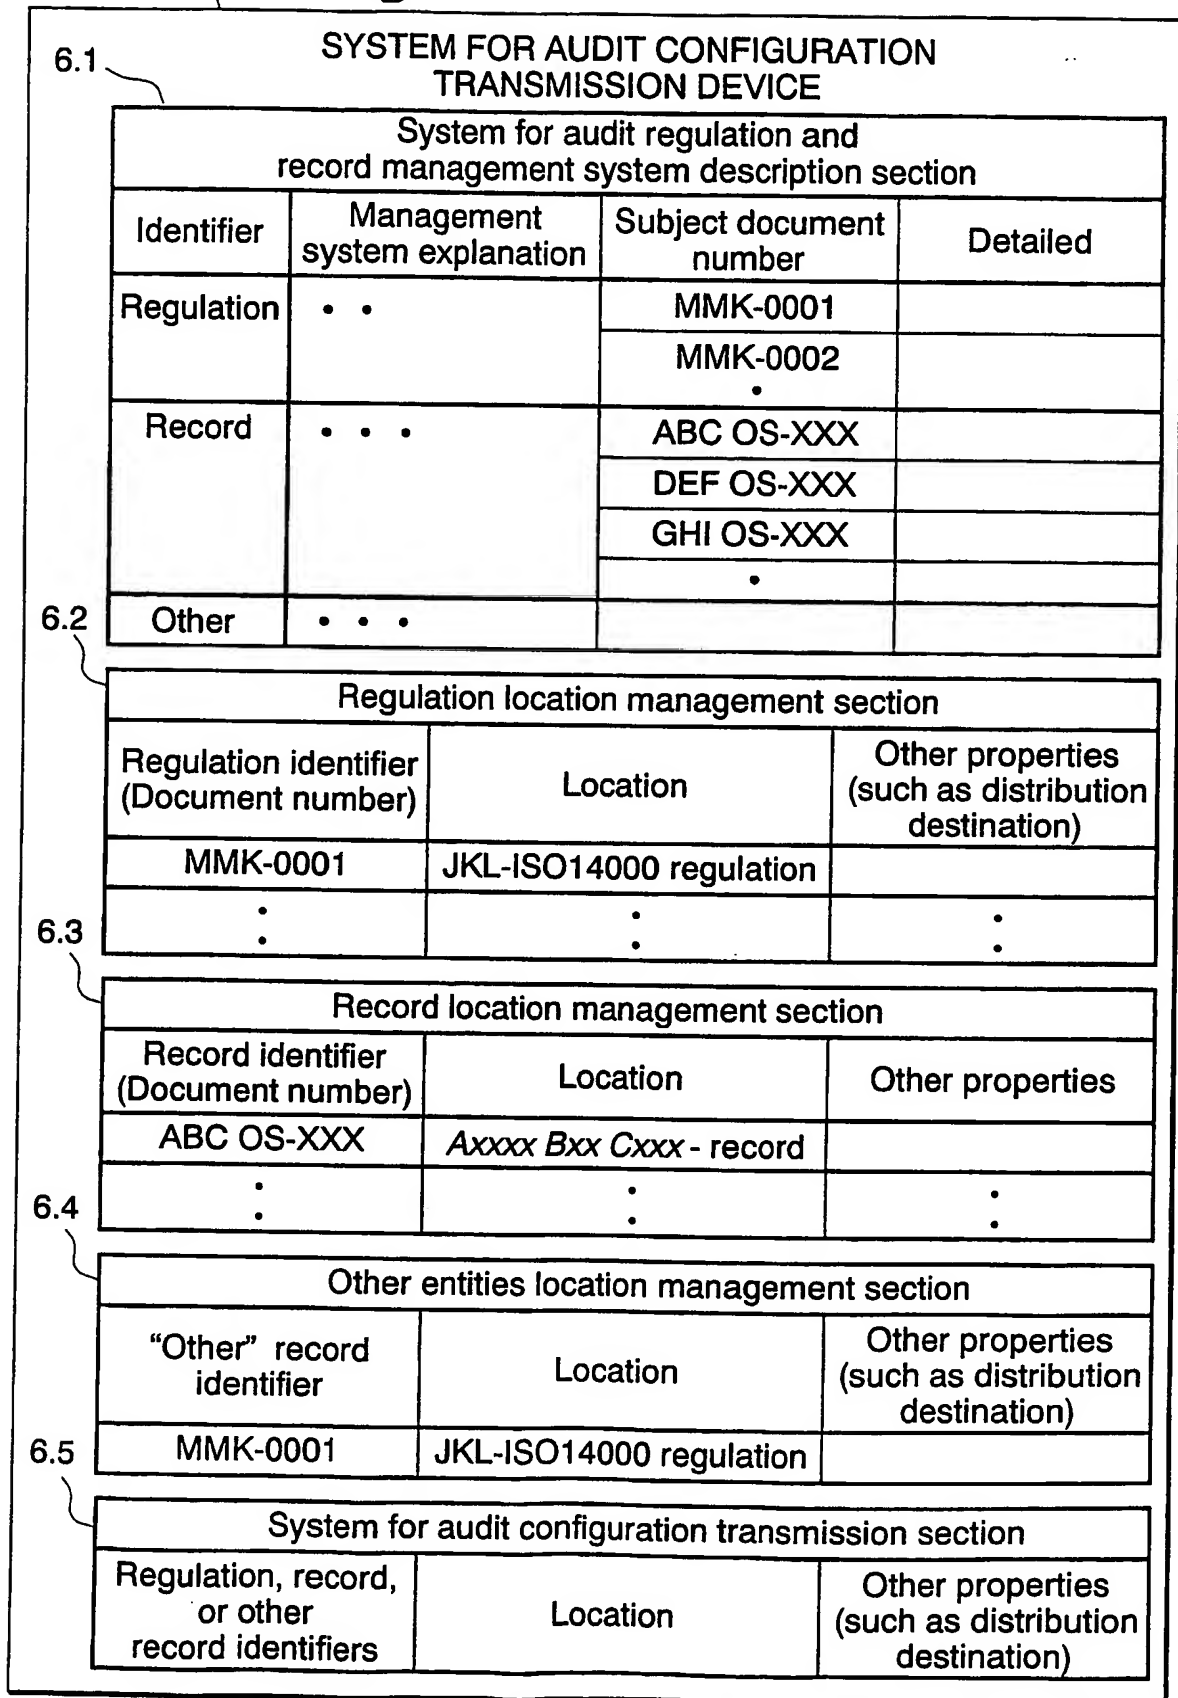 SYSTEM FOR AUDIT CONFIGURATION
TRANSMISSION DEVICE
6.1
System for audit regulation and
record management system description section
Identifier
Management
system explanation
Subject document
number
Detailed
Regulation
• •
MMK-0001
MMK-0002
•
Record
• • •
ABC OS-XXX
DEF OS-XXX
GHI OS-XXX
•
Other
• • •
6.2
Regulation location management section
Regulation identifier
(Document number)
Location
Other properties
(such as distribution
destination)
MMK-0001
JKL-ISO14000 regulation
6.3
Record location management section
Record identifier
(Document number)
Location
Other properties
ABC OS-XXX
Axxxx Bxx Cxxx - record
6.4
Other entities location management section
“Other” record
identifier
Location
Other properties
(such as distribution
destination)
MMK-0001
JKL-ISO14000 regulation
6.5
System for audit configuration transmission section
Regulation, record,
or other
record identifiers
Location
Other properties
(such as distribution
destination)